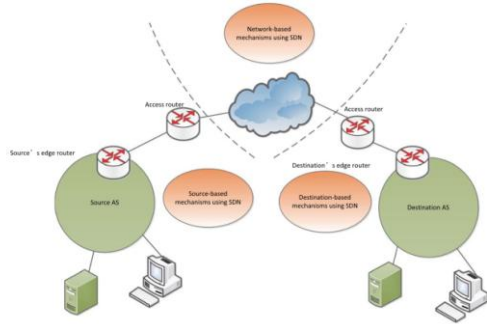 Network-based
mechanisms using SDN
Access router
Access router
Source’s edge router
Destination’s edge router
Source-based
mechanisms using SDN
Destination-based
mechanisms using SDN
Source AS
Destination AS